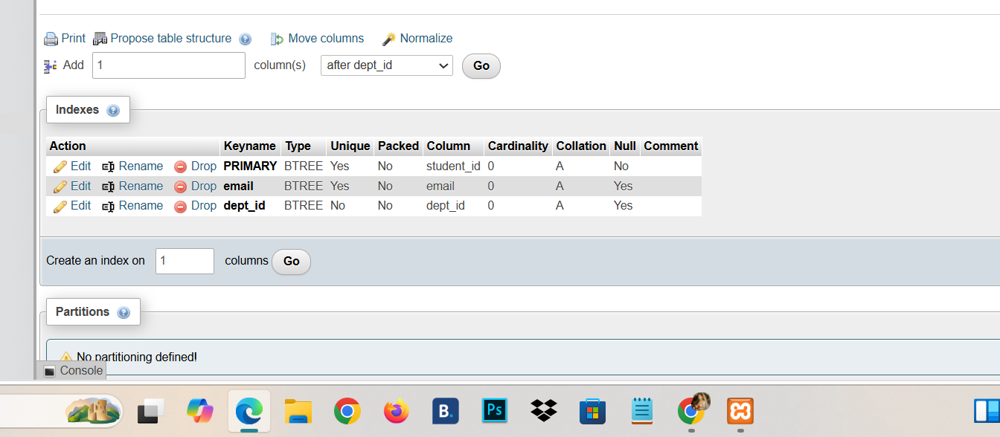 Print Propose table structure Move columns Normalize
Add 1 column(s) after dept_id Go
Indexes
Action Keyname Type Unique Packed Column Cardinality Collation Null Comment
Edit Rename Drop PRIMARY BTREE Yes No student_id 0 A No
Edit Rename Drop email BTREE Yes No email 0 A Yes
Edit Rename Drop dept_id BTREE No No dept_id 0 A Yes
Create an index on 1 columns Go
Partitions
No partitioning defined!
Console
B. Ps